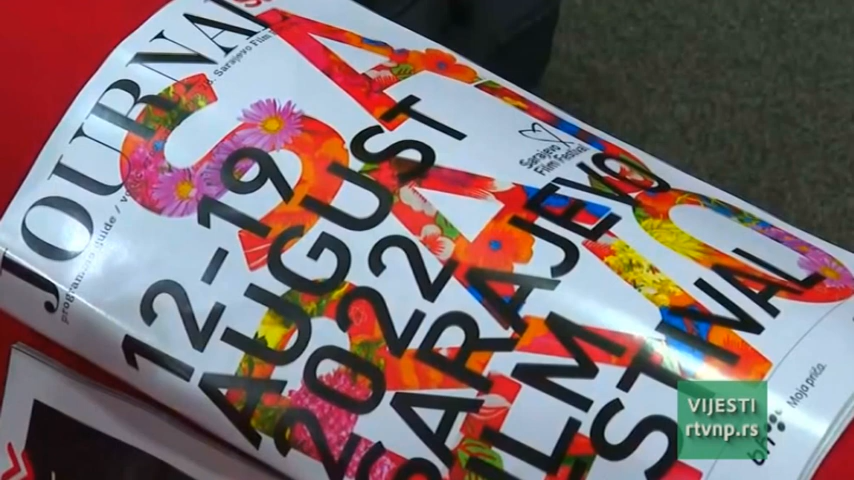 JOURNAL
programme guide /
Sarajevo Film
12-19
AUGUST
2022
SARAJEVO
FILM
FESTIVAL
Sarajevo
Film Festival
Moja priča.
bh
VIJESTI
rtvnp.rs